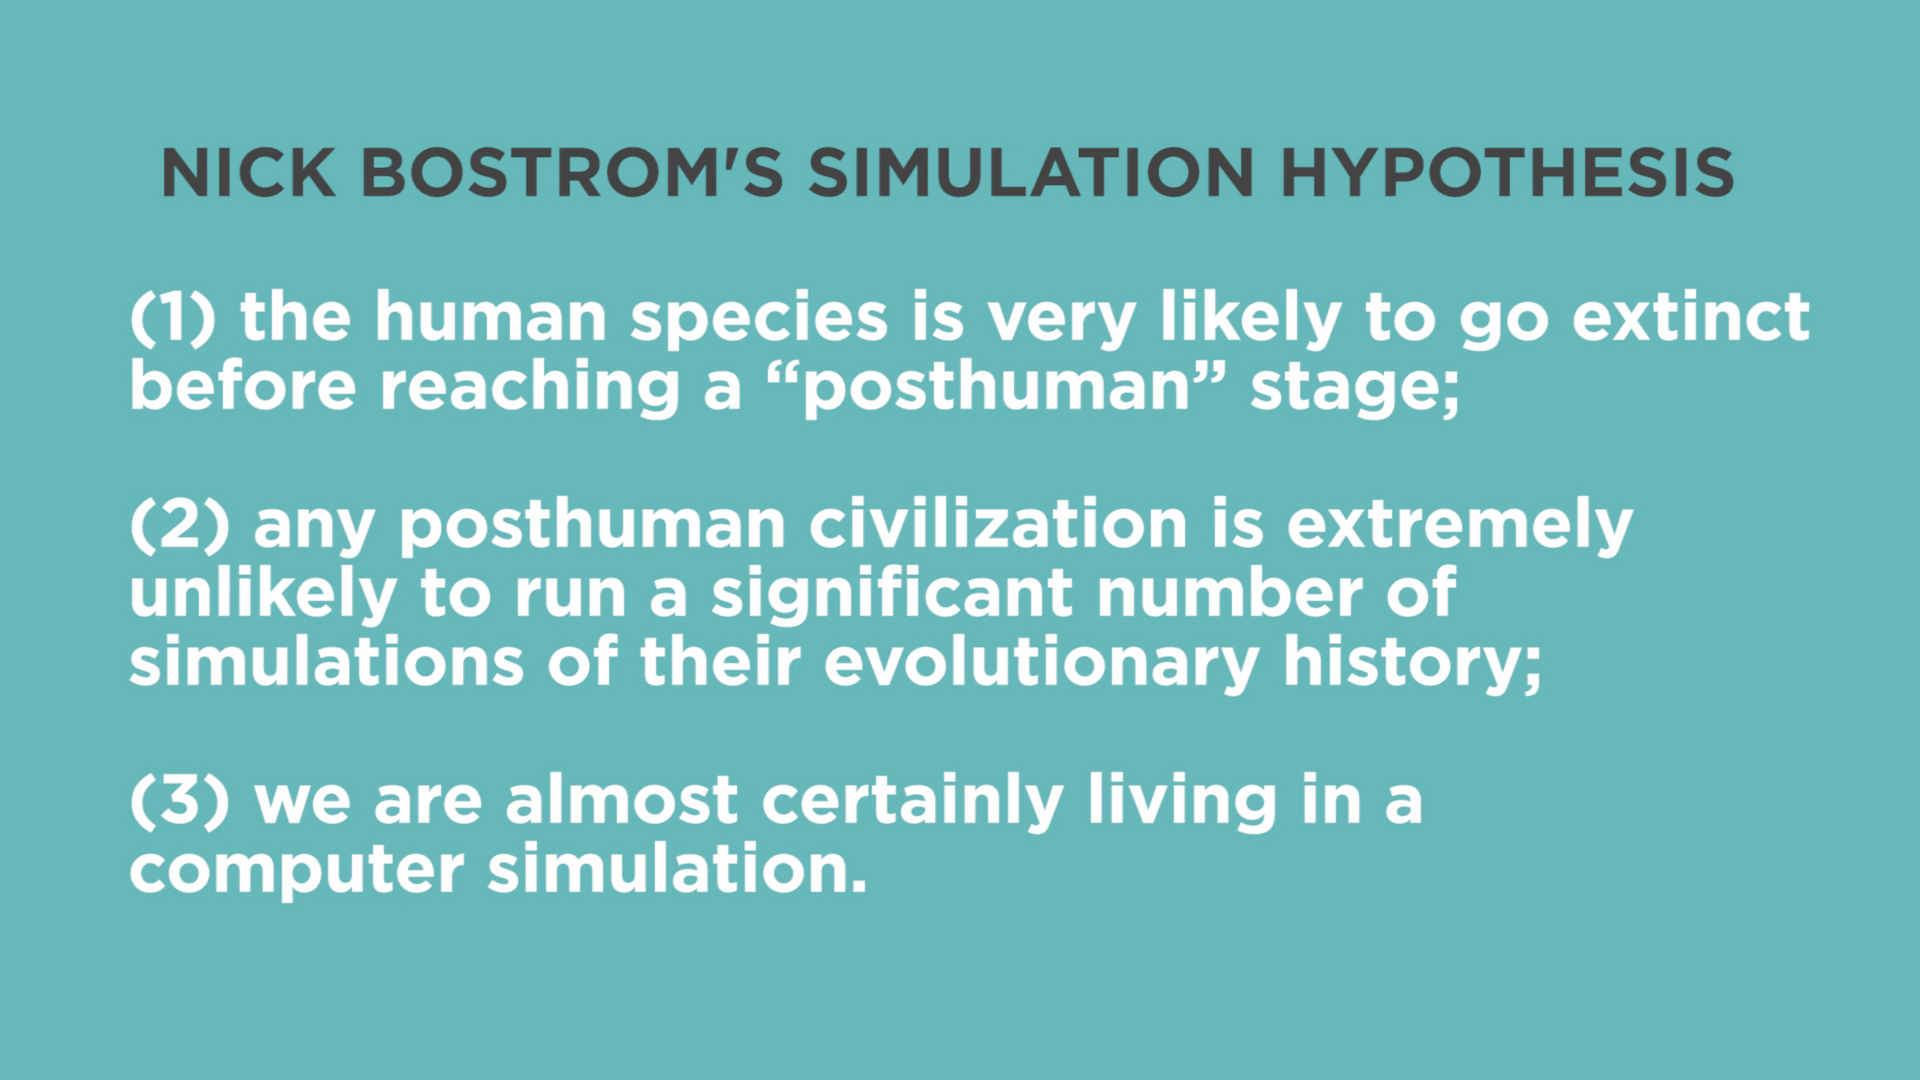 NICK BOSTROM'S SIMULATION HYPOTHESIS
(1) the human species is very likely to go extinct
before reaching a “posthuman” stage;
(2) any posthuman civilization is extremely
unlikely to run a significant number of
simulations of their evolutionary history;
(3) we are almost certainly living in a
computer simulation.